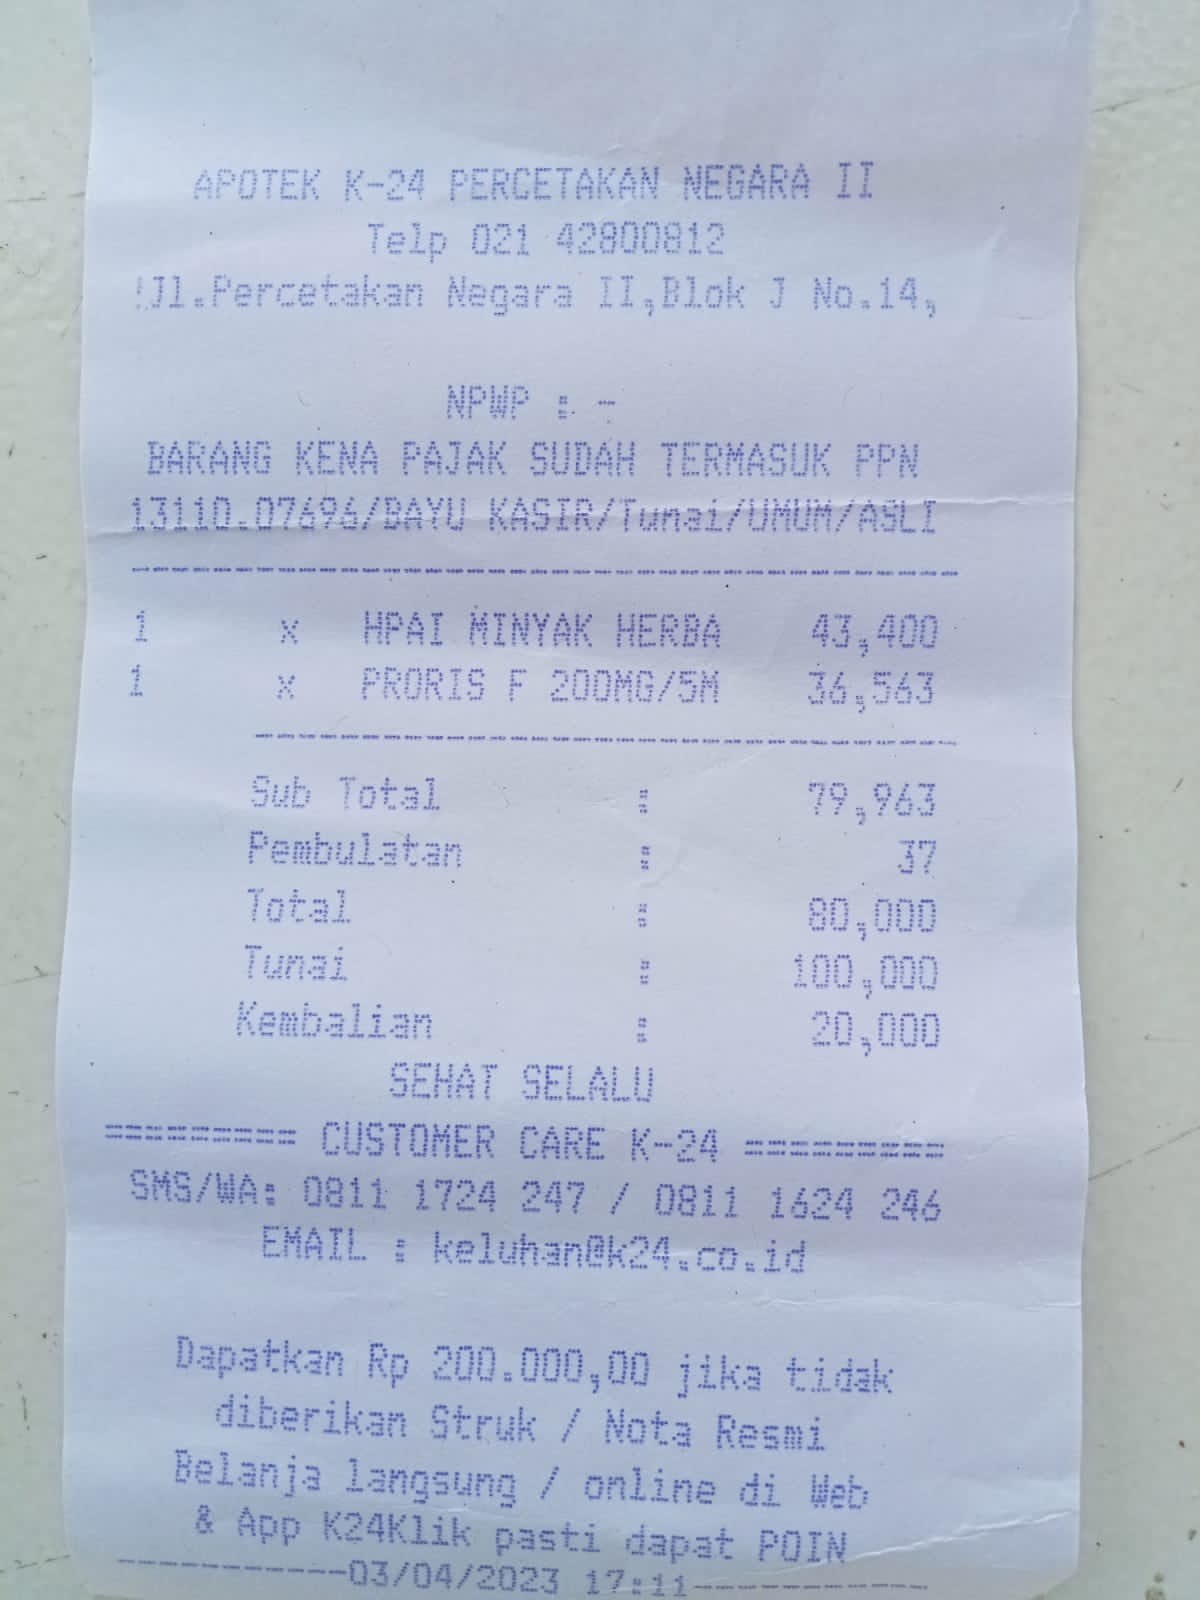 APOTEK K-24 PERCETAKAN NEGARA II
Telp 021 42800812
!Jl.Percetakan Negara II,Blok J No.14,
NPWP : -
BARANG KENA PAJAK SUDAH TERMASUK PPN
13110.07696/BAYU KASIR/Tunai/UMUM/ASLI
1 x HPAI MINYAK HERBA 43,400
1 x PRORIS F 200MG/5M 36,563
Sub Total : 79,963
Pembulatan : 37
Total : 80,000
Tunai : 100,000
Kembalian : 20,000
SEHAT SELALU
========= CUSTOMER CARE K-24 =========
SMS/WA: 0811 1724 247 / 0811 1624 246
EMAIL : keluhan@k24.co.id
Dapatkan Rp 200.000,00 jika tidak
diberikan Struk / Nota Resmi
Belanja langsung / online di Web
& App K24Klik pasti dapat POIN
-----------03/04/2023 17:11-----------